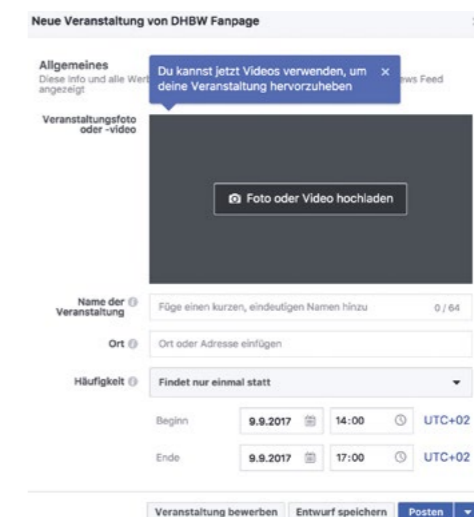 Neue Veranstaltung von DHBW Fanpage
Allgemeines
Diese Info und alle Wer ews Feed
angezeigt
Du kannst jetzt Videos verwenden, um ×
deine Veranstaltung hervorzuheben
Veranstaltungsfoto
oder -video
Foto oder Video hochladen
Name der
Veranstaltung
Füge einen kurzen, eindeutigen Namen hinzu 0 / 64
Ort Ort oder Adresse einfügen
Häufigkeit Findet nur einmal statt
Beginn 9.9.2017 14:00 UTC+02
Ende 9.9.2017 17:00 UTC+02
Veranstaltung bewerben Entwurf speichern Posten